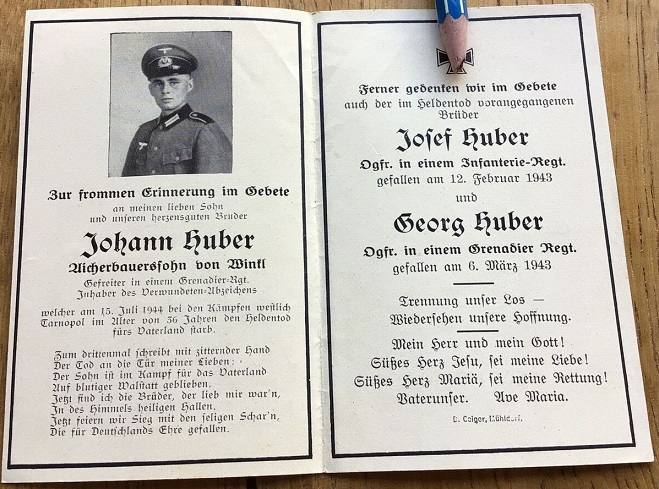 Zur frommen Erinnerung im Gebete
an meinen lieben Sohn
und unseren herzensguten Bruder
Johann Huber
Aicherbauerssohn von Winkl
Gefreiter in einem Grenadier-Rgt.
Inhaber des Verwundeten-Abzeichens
welcher am 15. Juli 1944 bei den Kämpfen westlich
Tarnopol im Alter von 36 Jahren den Heldentod
fürs Vaterland starb.
Zum drittenmal schreibt mit zitternder Hand
Der Tod an die Tür meiner Lieben:
Der Sohn ist im Kampf für das Vaterland
Auf blutiger Walstatt geblieben.
Jetzt find ich die Brüder, der lieb mir war'n,
In des Himmels heiligen Hallen.
Jetzt feiern wir Sieg mit den seligen Schar'n,
Die für Deutschlands Ehre gefallen.
Ferner gedenken wir im Gebete
auch der im Heldentod vorangegangenen
Brüder
Josef Huber
Ogfr. in einem Infanterie-Regt.
gefallen am 12. Februar 1943
und
Georg Huber
Ogfr. in einem Grenadier Regt.
gefallen am 6. März 1943
Trennung unser Los —
Wiedersehen unsere Hoffnung.
Mein Herr und mein Gott!
Süßes Herz Jesu, sei meine Liebe!
Süßes Herz Mariä, sei meine Rettung!
Vaterunser. Ave Maria.
D. Geiger, Mühldorf.